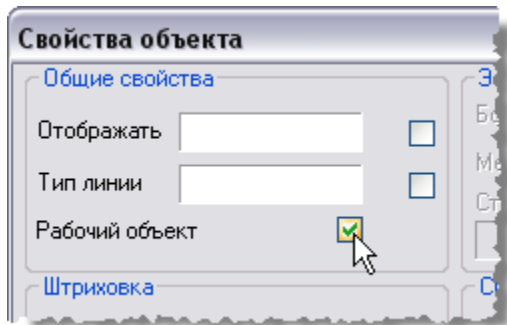 Свойства объекта
Общие свойства
Отображать
Тип линии
Рабочий объект
Штриховка